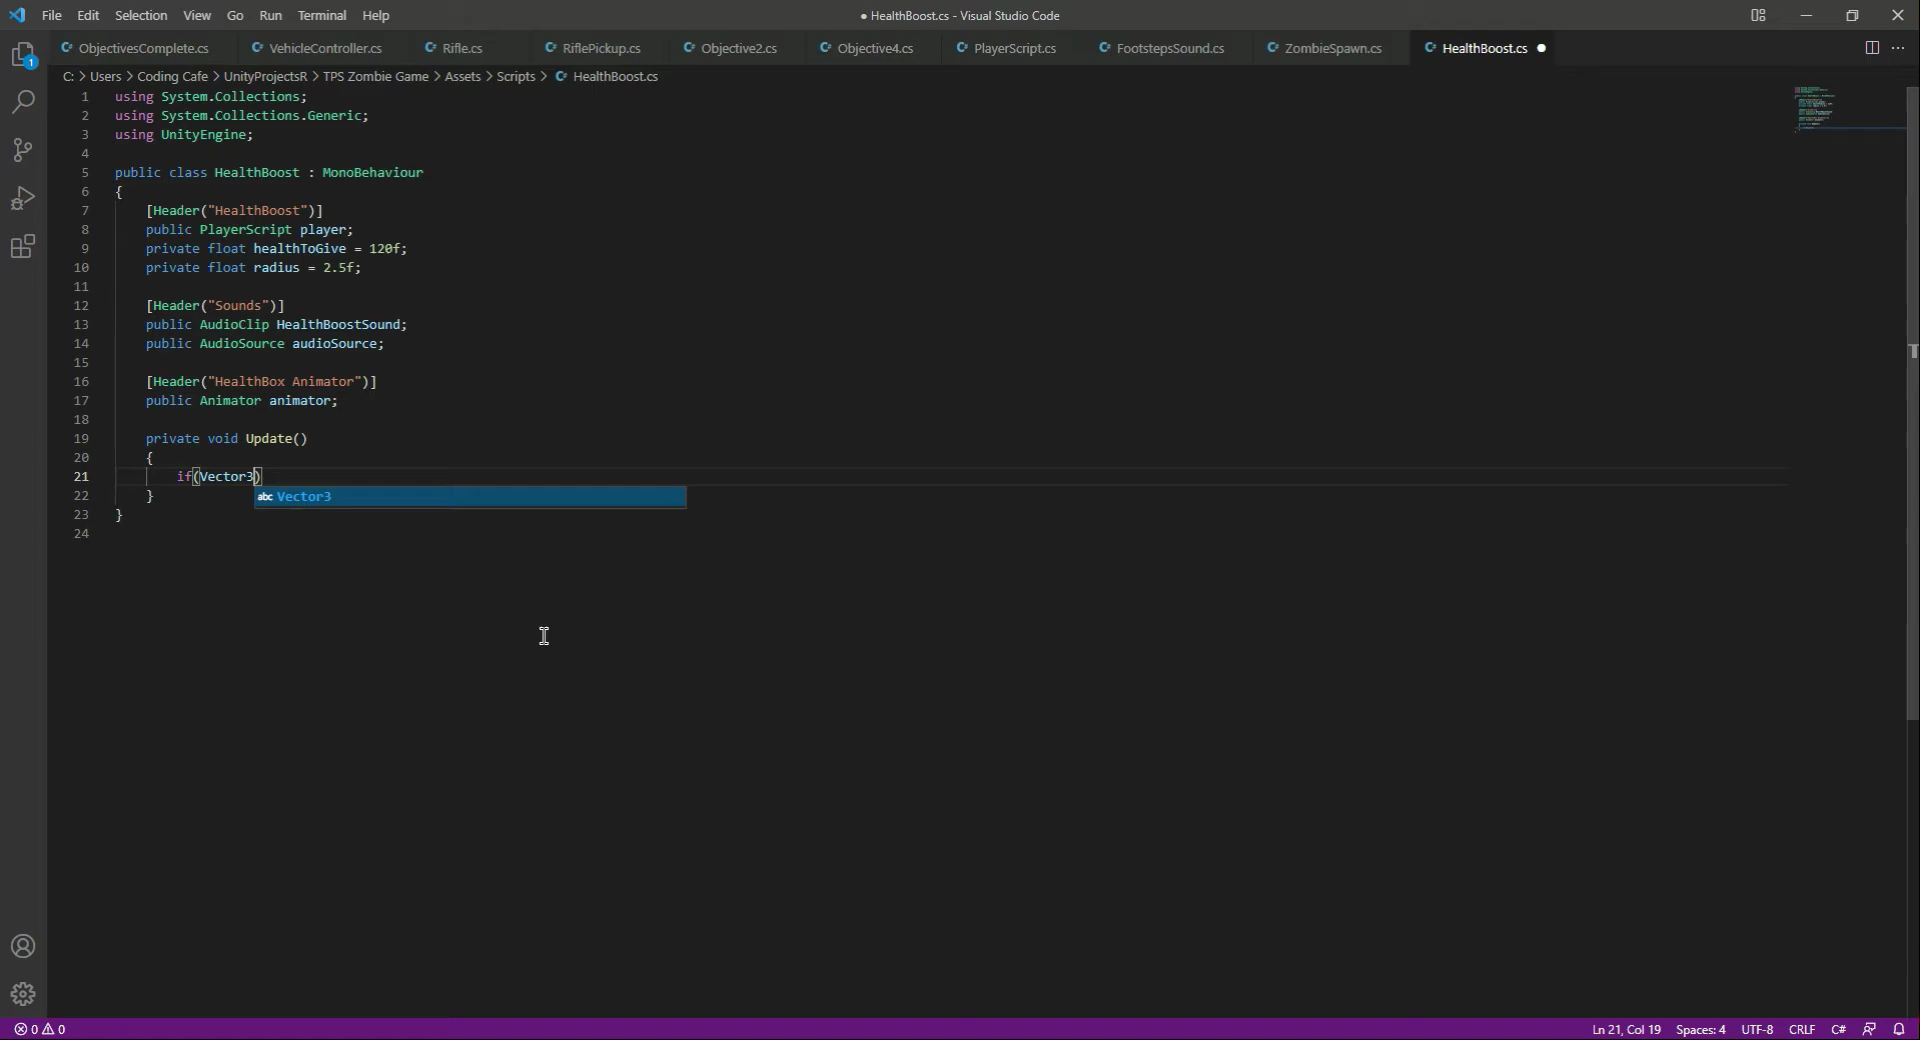 File Edit Selection View Go Run Terminal Help
● HealthBoost.cs - Visual Studio Code
1
ObjectivesComplete.cs VehicleController.cs Rifle.cs RiflePickup.cs Objective2.cs Objective4.cs PlayerScript.cs FootstepsSound.cs ZombieSpawn.cs HealthBoost.cs ●
C: > Users > Coding Cafe > UnityProjectsR > TPS Zombie Game > Assets > Scripts > HealthBoost.cs
1 using System.Collections;
2 using System.Collections.Generic;
3 using UnityEngine;
4
5 public class HealthBoost : MonoBehaviour
6 {
7 [Header("HealthBoost")]
8 public PlayerScript player;
9 private float healthToGive = 120f;
10 private float radius = 2.5f;
11
12 [Header("Sounds")]
13 public AudioClip HealthBoostSound;
14 public AudioSource audioSource;
15
16 [Header("HealthBox Animator")]
17 public Animator animator;
18
19 private void Update()
20 {
21 if(Vector3)
abc Vector3
22 }
23 }
24
0 0
Ln 21, Col 19 Spaces: 4 UTF-8 CRLF C#